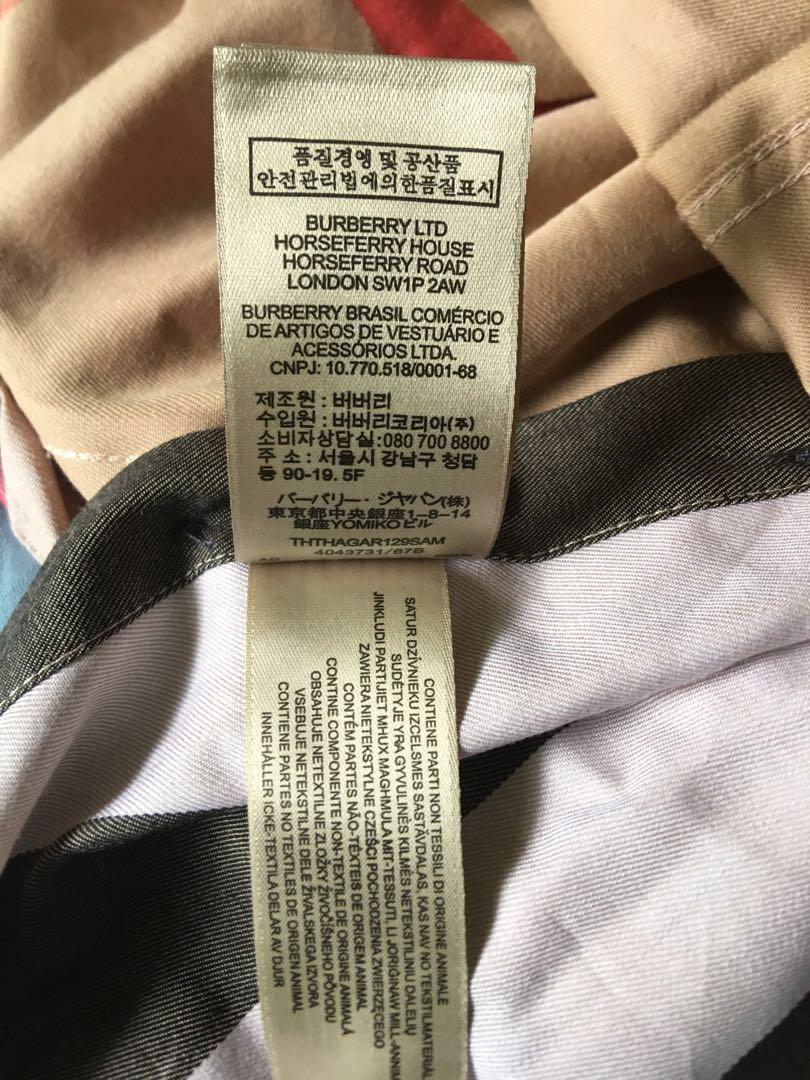 품질경영 및 공산품
안전관리법에의한품질표시
BURBERRY LTD
HORSEFERRY HOUSE
HORSEFERRY ROAD
LONDON SW1P 2AW
BURBERRY BRASIL COMÉRCIO
DE ARTIGOS DE VESTUÁRIO E
ACESSÓRIOS LTDA.
CNPJ: 10.770.518/0001-68
제조원 : 버버리
수입원 : 버버리코리아(주)
소비자상담실:080 700 8800
주 소 : 서울시 강남구 청담
동 90-19. 5F
バーバリー・ジャパン(株)
東京都中央銀座1-8-14
銀座YOMIKOビル
THTHAGAR129SAM
4043731/67B
CONTIENE PARTI NON TESSILI DI ORIGINE ANIMALE
SATUR DZĪVNIEKU IZCELSMES SASTĀVDAĻAS, KAS NAV NO TEKSTILMATERIĀL
SUDĖTYJE YRA GYVULINĖS KILMĖS NETEKSTILINIŲ DALELIŲ
JINKLUDI PARTIJIET MHUX MAGHMULA MIT-TESSUTI, LI JORIĠINAW MILL-ANNIM
ZAWIERA NIETEKSTYLNE CZĘŚCI POCHODZENIA ZWIERZĘCEGO
CONTÉM PARTES NÃO-TÊXTEIS DE ORIGEM ANIMAL
CONTINE COMPONENTE NON-TEXTILE DE ORIGINE ANIMALĂ
OBSAHUJE NETEXTILNE ZLOŽKY ŽIVOČÍŠNEHO PÔVODU
VSEBUJE NETEKSTILNE DELE ŽIVALSKEGA IZVORA
CONTIENE PARTES NO TEXTILES DE ORIGEN ANIMAL
INNEHÅLLER ICKE-TEXTILA DELAR AV DJUR